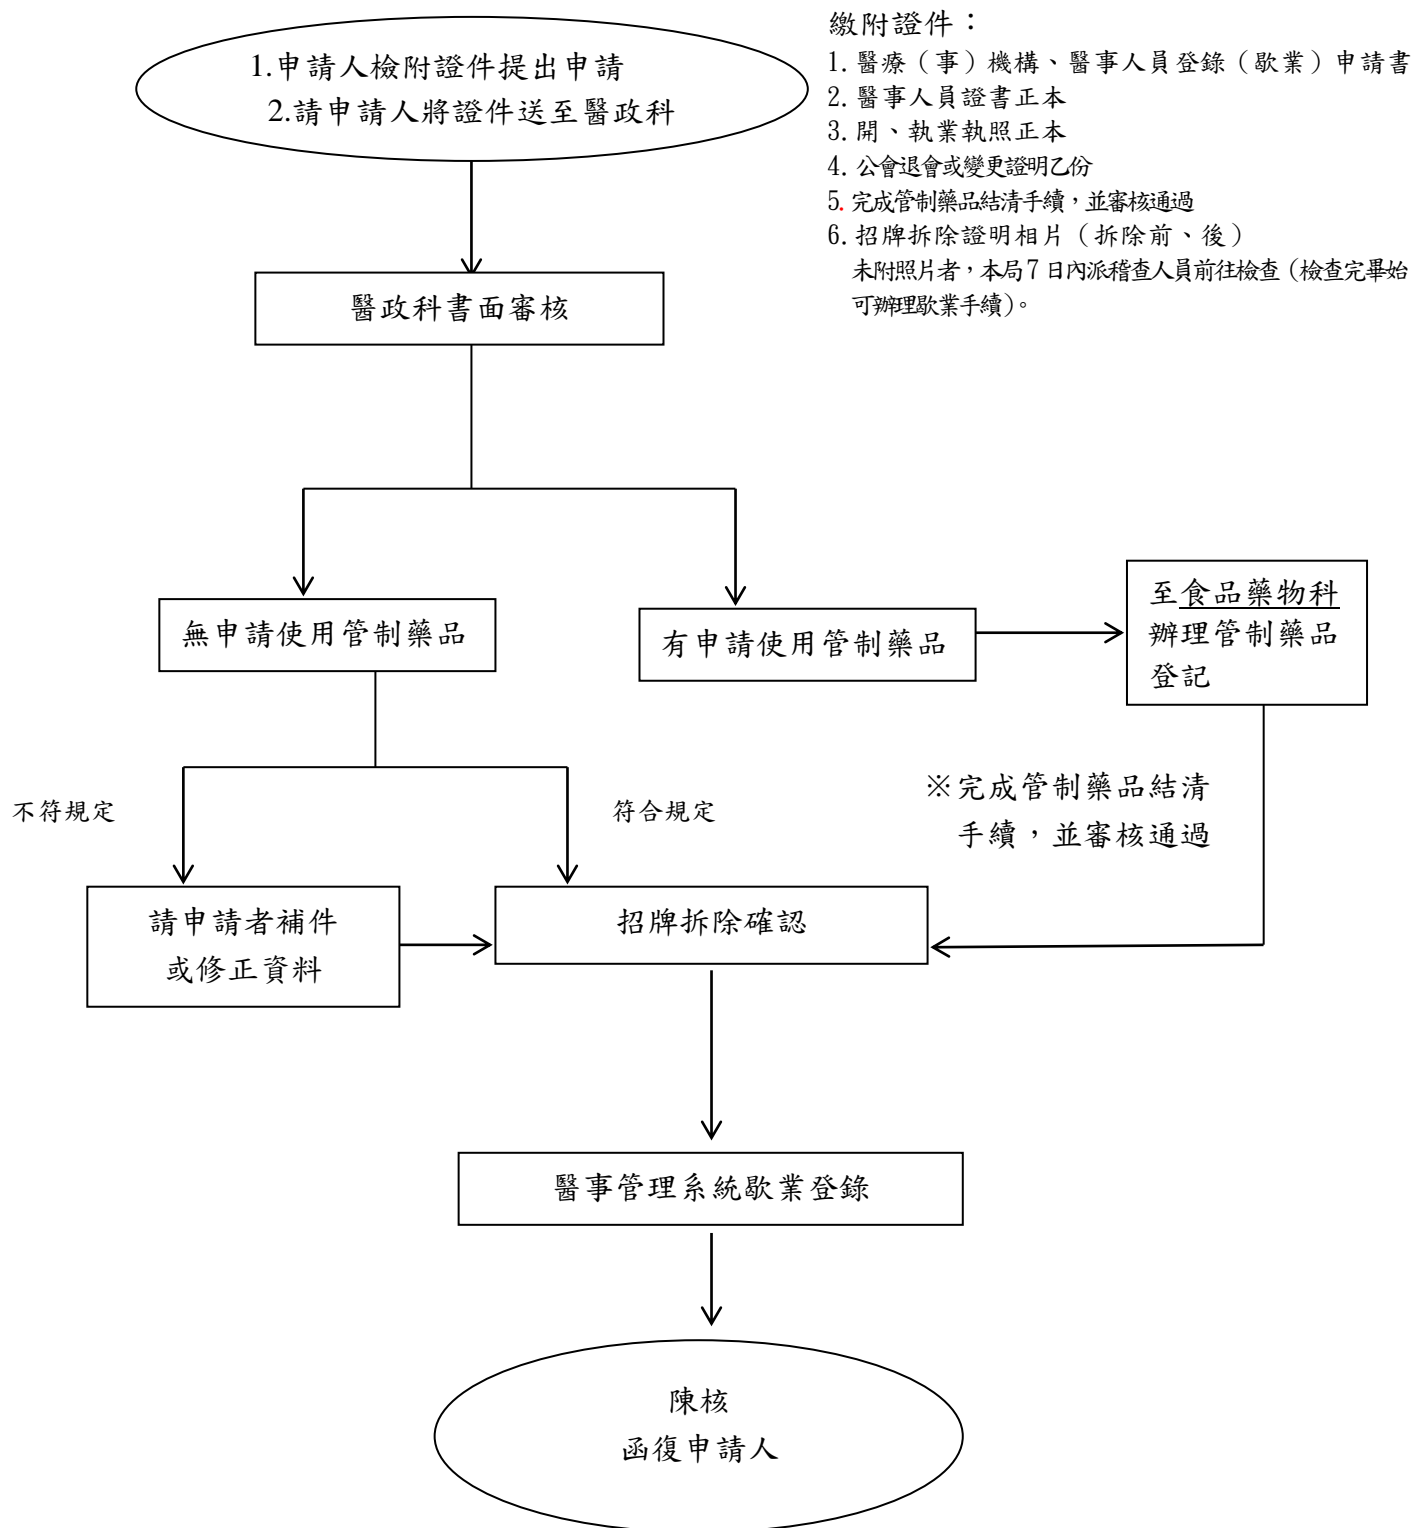 1.申請人檢附證件提出申請
2.請申請人將證件送至醫政科
繳附證件：
1.醫療（事）機構、醫事人員登錄（歇業）申請書
2.醫事人員證書正本
3.開、執業執照正本
4.公會退會或變更證明乙份
5.完成管制藥品結清手續，並審核通過
6.招牌拆除證明相片（拆除前、後）
未附照片者，本局7日內派稽查人員前往檢查（檢查完畢始
可辦理歇業手續）。
醫政科書面審核
無申請使用管制藥品
有申請使用管制藥品
至食品藥物科
辦理管制藥品
登記
不符規定
符合規定
※完成管制藥品結清
手續，並審核通過
請申請者補件
或修正資料
招牌拆除確認
醫事管理系統歇業登錄
陳核
函復申請人